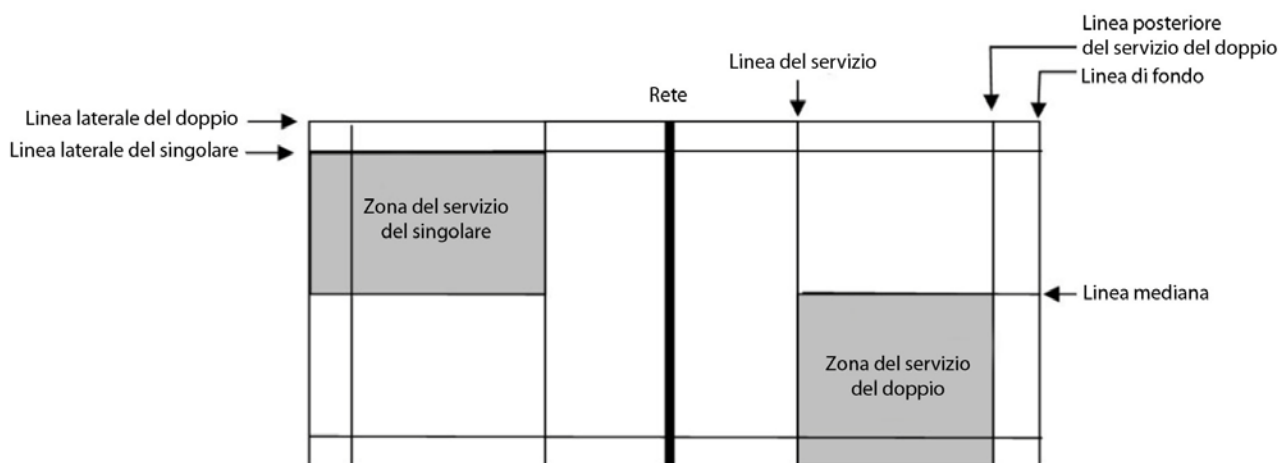 Linea posteriore
del servizio del doppio
Linea del servizio
Linea di fondo
Rete
Linea laterale del doppio
Linea laterale del singolare
Zona del servizio
del singolare
Linea mediana
Zona del servizio
del doppio